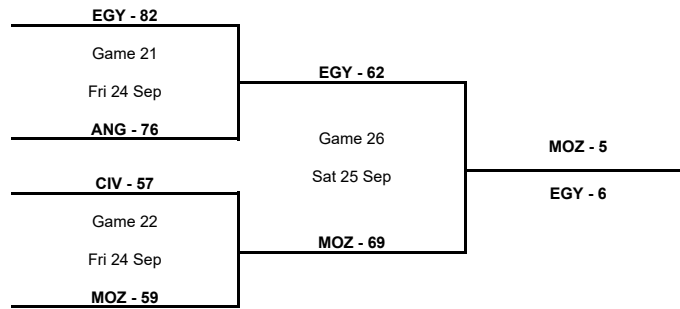 EGY - 82
Game 21
Fri 24 Sep
ANG - 76
CIV - 57
Game 22
Fri 24 Sep
MOZ - 59
EGY - 62
Game 26
Sat 25 Sep
MOZ - 69
MOZ - 5
EGY - 6